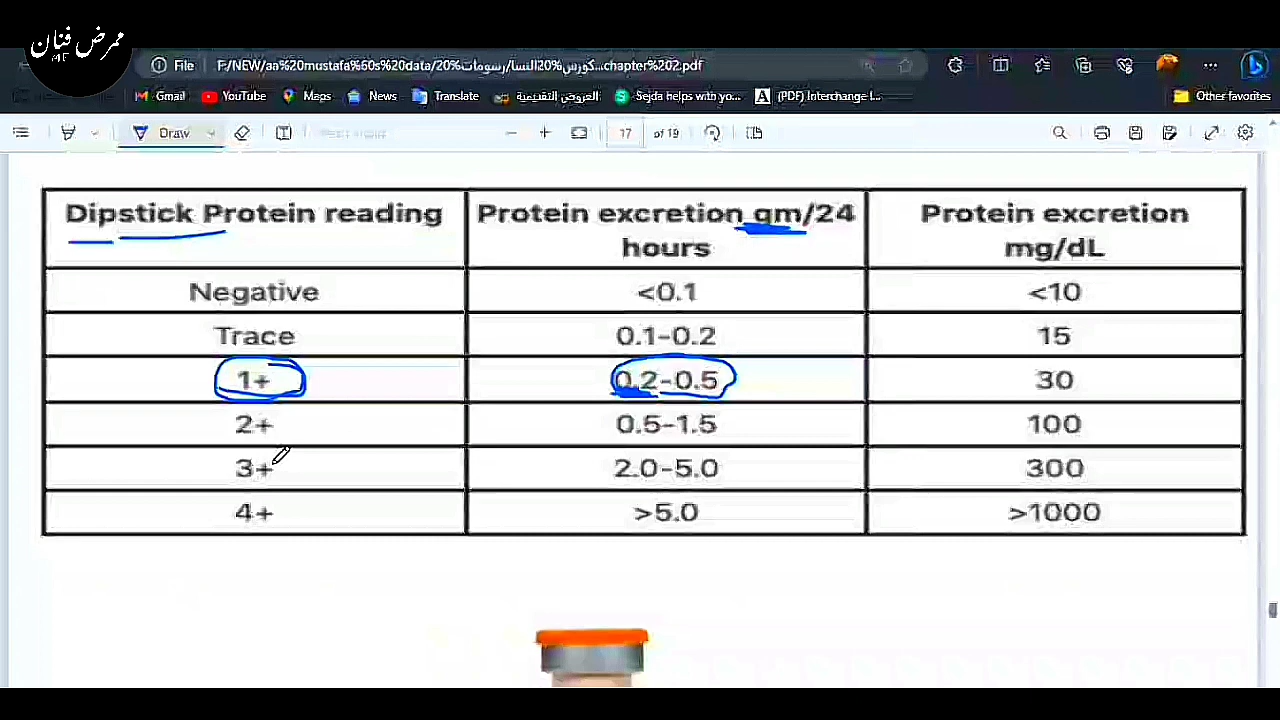 ممرض فنان
MF
File F:/NEW/aa%20mustafa%60s%20data/20%كورس%20النسا/رسومات...chapter%202.pdf
Gmail YouTube Maps News Translate العروض التقديمية Sejda helps with yo... (PDF) Interchange I... Other favorites
Draw 17 of 19
Dipstick Protein reading Protein excretion gm/24 hours Protein excretion mg/dL
Negative <0.1 <10
Trace 0.1-0.2 15
1+ 0.2-0.5 30
2+ 0.5-1.5 100
3+ 2.0-5.0 300
4+ >5.0 >1000